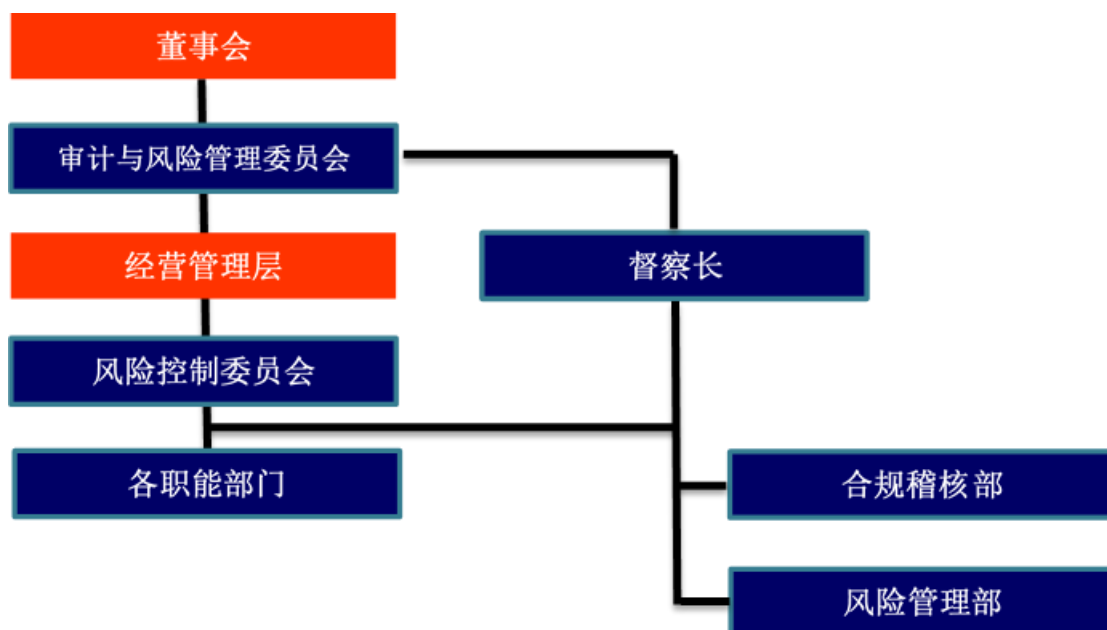 董事会
审计与风险管理委员会
经营管理层
督察长
风险控制委员会
各职能部门
合规稽核部
风险管理部